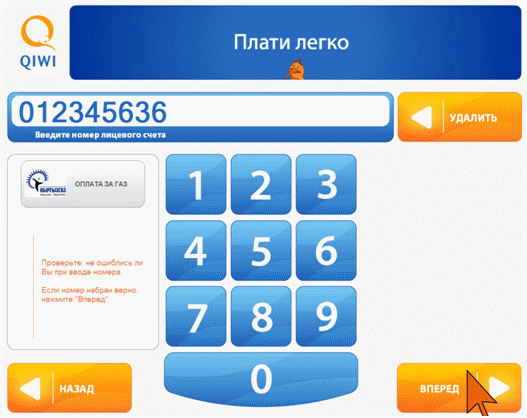 Плати легко
QIWI
012345636
Введите номер лицевого счета
УДАЛИТЬ
КЫРГЫЗГАЗ
ОПЛАТА ЗА ГАЗ
Проверьте, не ошиблись ли
Вы при вводе номера
Если номер набран верно,
нажмите "Вперед"
1 2 3
4 5 6
7 8 9
0
НАЗАД
ВПЕРЕД